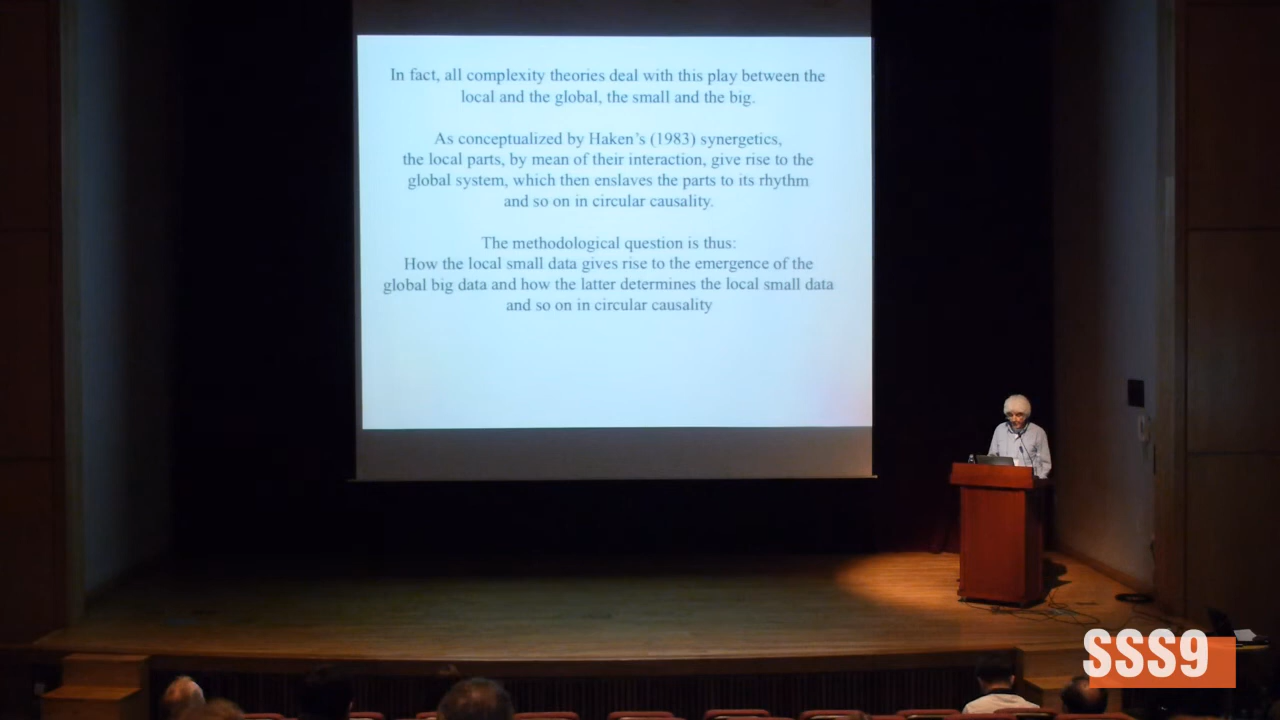 In fact, all complexity theories deal with this play between the
local and the global, the small and the big.
As conceptualized by Haken's (1983) synergetics,
the local parts, by mean of their interaction, give rise to the
global system, which then enslaves the parts to its rhythm
and so on in circular causality.
The methodological question is thus:
How the local small data gives rise to the emergence of the
global big data and how the latter determines the local small data
and so on in circular causality
SSS9